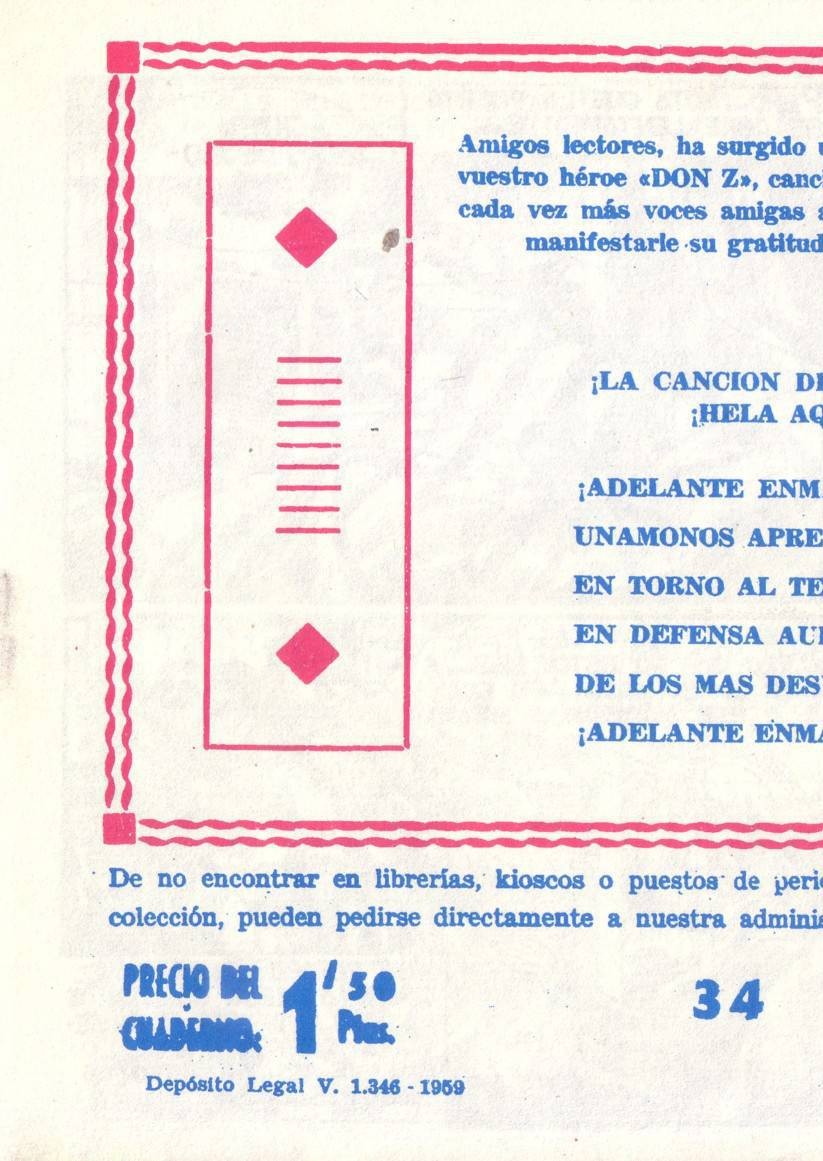 Amigos lectores, ha surgido
vuestro héroe «DON Z», canci
cada vez más voces amigas a
manifestarle su gratitud
¡LA CANCION DE
¡HELA AQ
¡ADELANTE ENMA
UNAMONOS APRE
EN TORNO AL TE
EN DEFENSA AU
DE LOS MAS DES
¡ADELANTE ENMA
De no encontrar en librerías, kioscos o puestos de peri
colección, pueden pedirse directamente a nuestra adminis
PRECIO DEL
CUADERNO: 1'50 Ptas.
34
Depósito Legal V. 1.346 - 1959